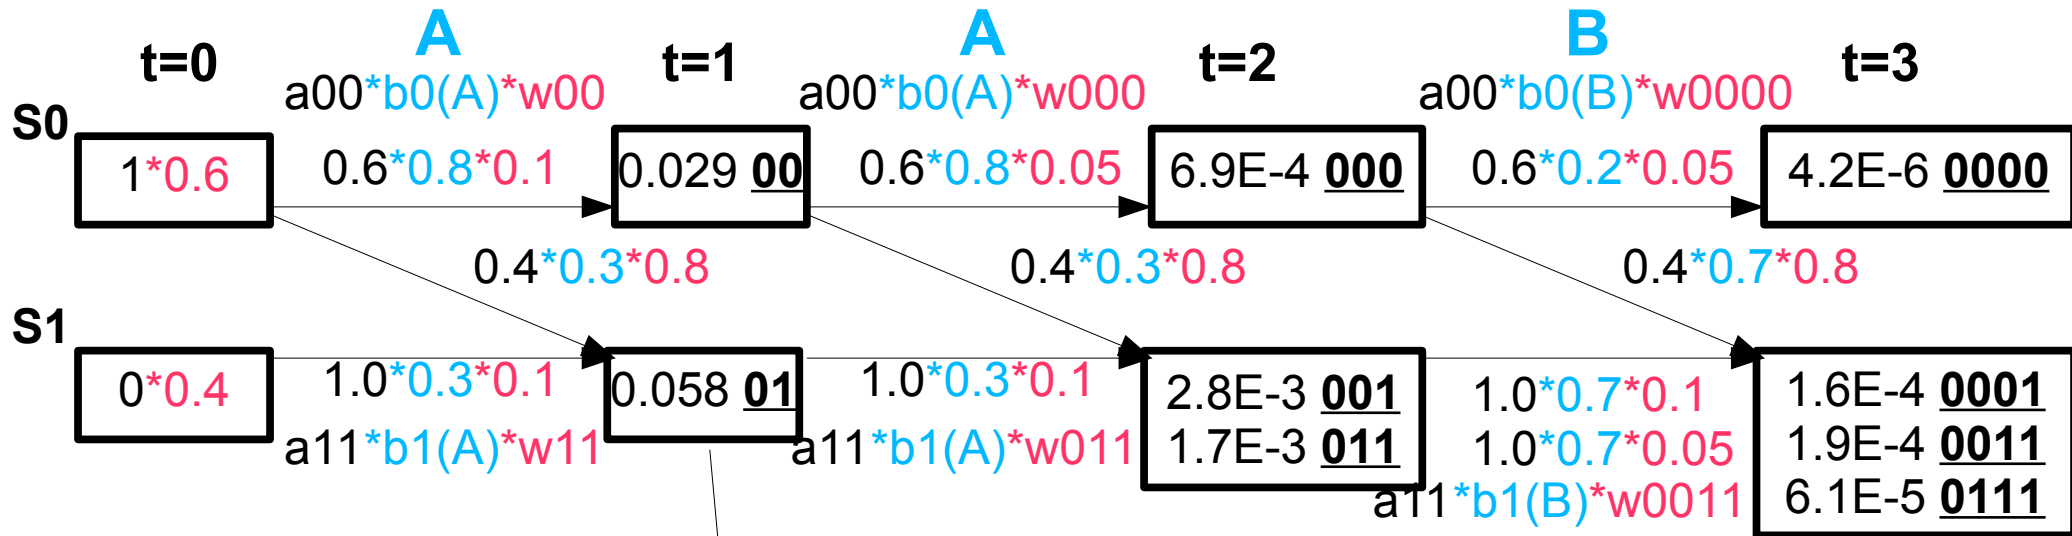 A A B
t=0 t=1 t=2 t=3
a00*b0(A)*w00 a00*b0(A)*w000 a00*b0(B)*w0000
S0
1*0.6 0.6*0.8*0.1 0.029 00 0.6*0.8*0.05 6.9E-4 000 0.6*0.2*0.05 4.2E-6 0000
0.4*0.3*0.8 0.4*0.3*0.8 0.4*0.7*0.8
S1
0*0.4 1.0*0.3*0.1 0.058 01 1.0*0.3*0.1 2.8E-3 001 1.0*0.7*0.1 1.6E-4 0001
a11*b1(A)*w11 a11*b1(A)*w011 1.7E-3 011 1.0*0.7*0.05 1.9E-4 0011
a11*b1(B)*w0011 6.1E-5 0111